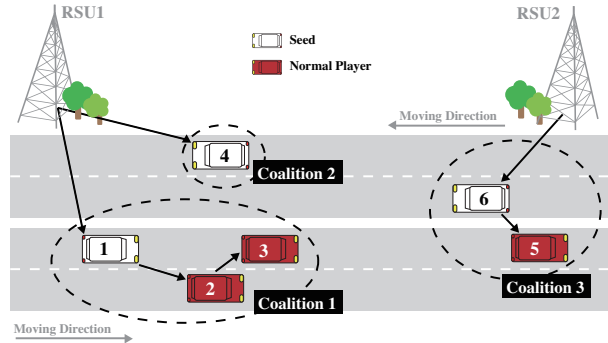 RSU1
RSU2
Seed
Normal Player
Moving Direction
4
Coalition 2
6
1
3
5
2
Coalition 3
Coalition 1
Moving Direction